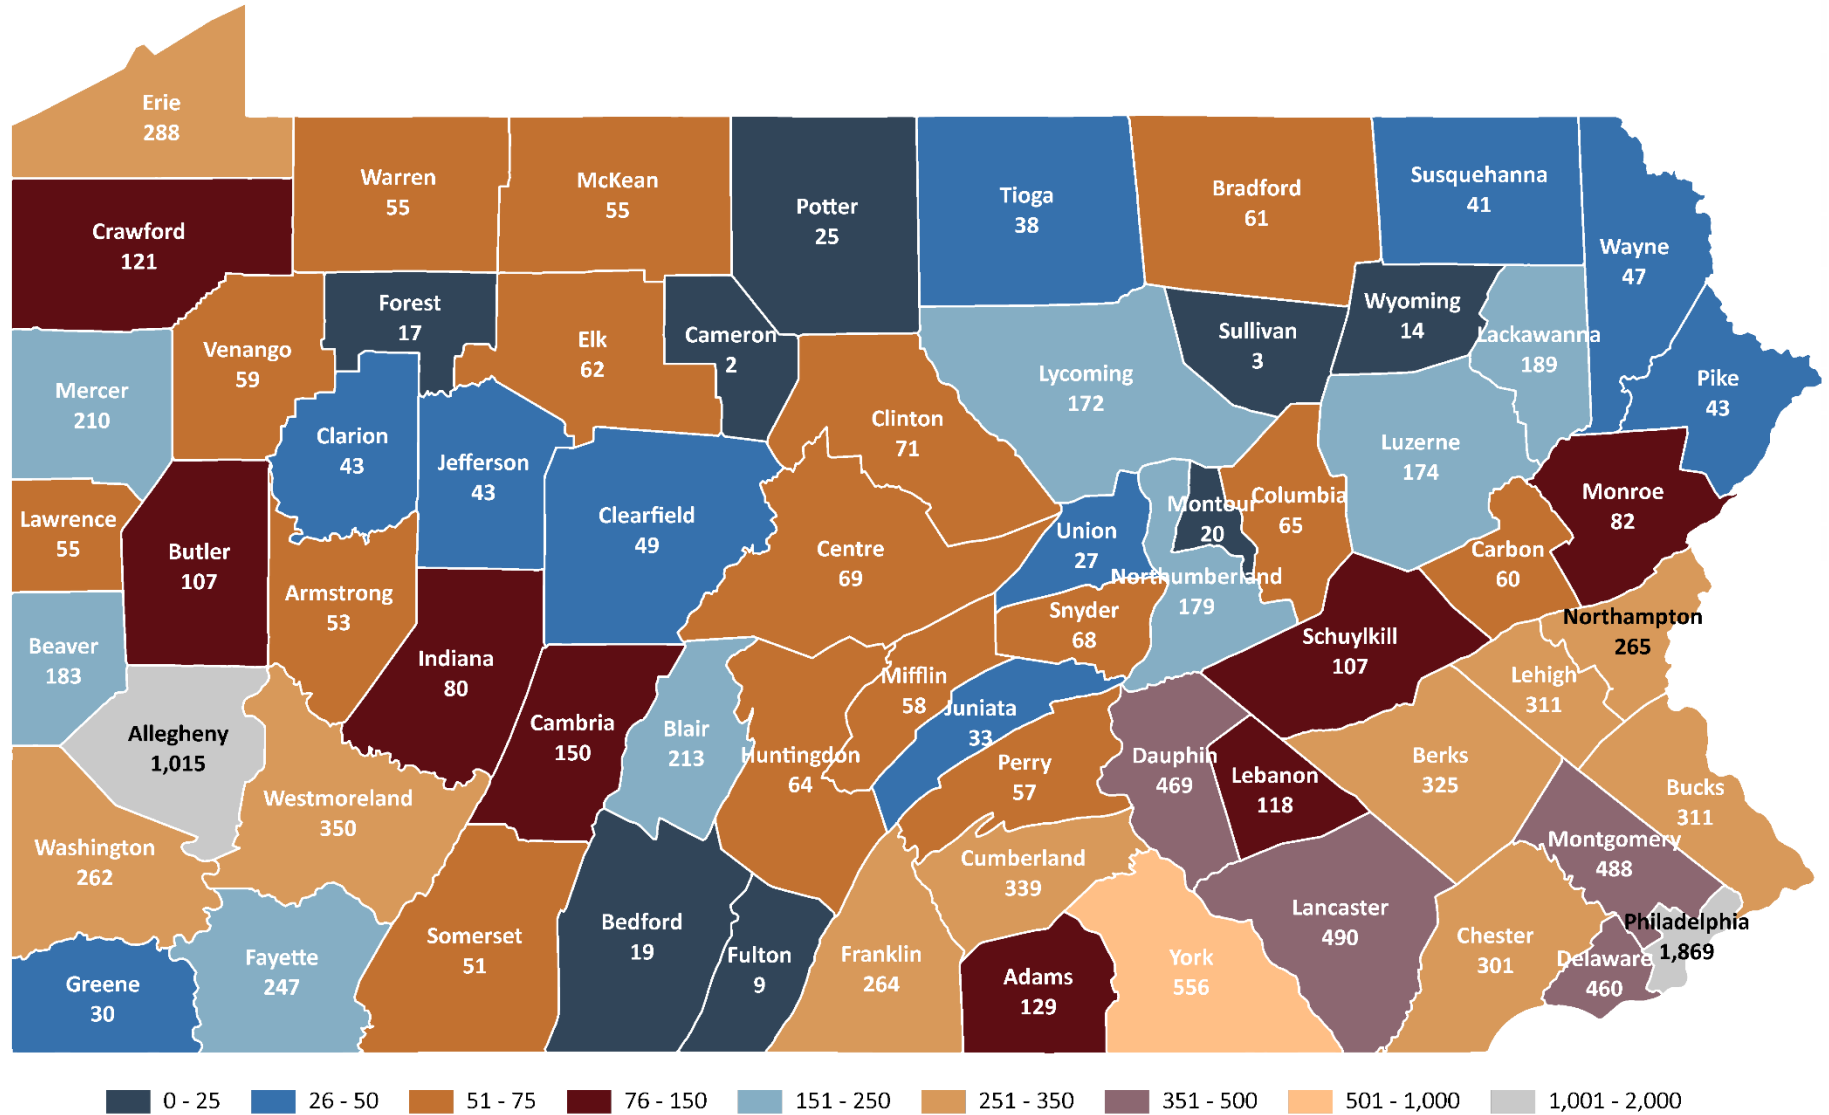 Erie
288
Warren
55
McKean
55
Potter
25
Tioga
38
Bradford
61
Susquehanna
41
Wayne
47
Crawford
121
Forest
17
Elk
62
Cameron
2
Sullivan
3
Wyoming
14
Lackawanna
189
Pike
43
Venango
59
Mercer
210
Clarion
43
Jefferson
43
Clearfield
49
Clinton
71
Lycoming
172
Luzerne
174
Monroe
82
Lawrence
55
Butler
107
Armstrong
53
Centre
69
Union
27
Montour
20
Columbia
65
Carbon
60
Northumberland
179
Snyder
68
Northampton
265
Beaver
183
Indiana
80
Mifflin
58
Juniata
33
Schuylkill
107
Lehigh
311
Allegheny
1,015
Cambria
150
Blair
213
Huntingdon
64
Perry
57
Dauphin
469
Lebanon
118
Berks
325
Bucks
311
Westmoreland
350
Washington
262
Cumberland
339
Montgomery
488
Lancaster
490
Philadelphia
1,869
Greene
30
Fayette
247
Somerset
51
Bedford
19
Fulton
9
Franklin
264
Adams
129
York
556
Chester
301
Delaware
460
0 - 25
26 - 50
51 - 75
76 - 150
151 - 250
251 - 350
351 - 500
501 - 1,000
1,001 - 2,000